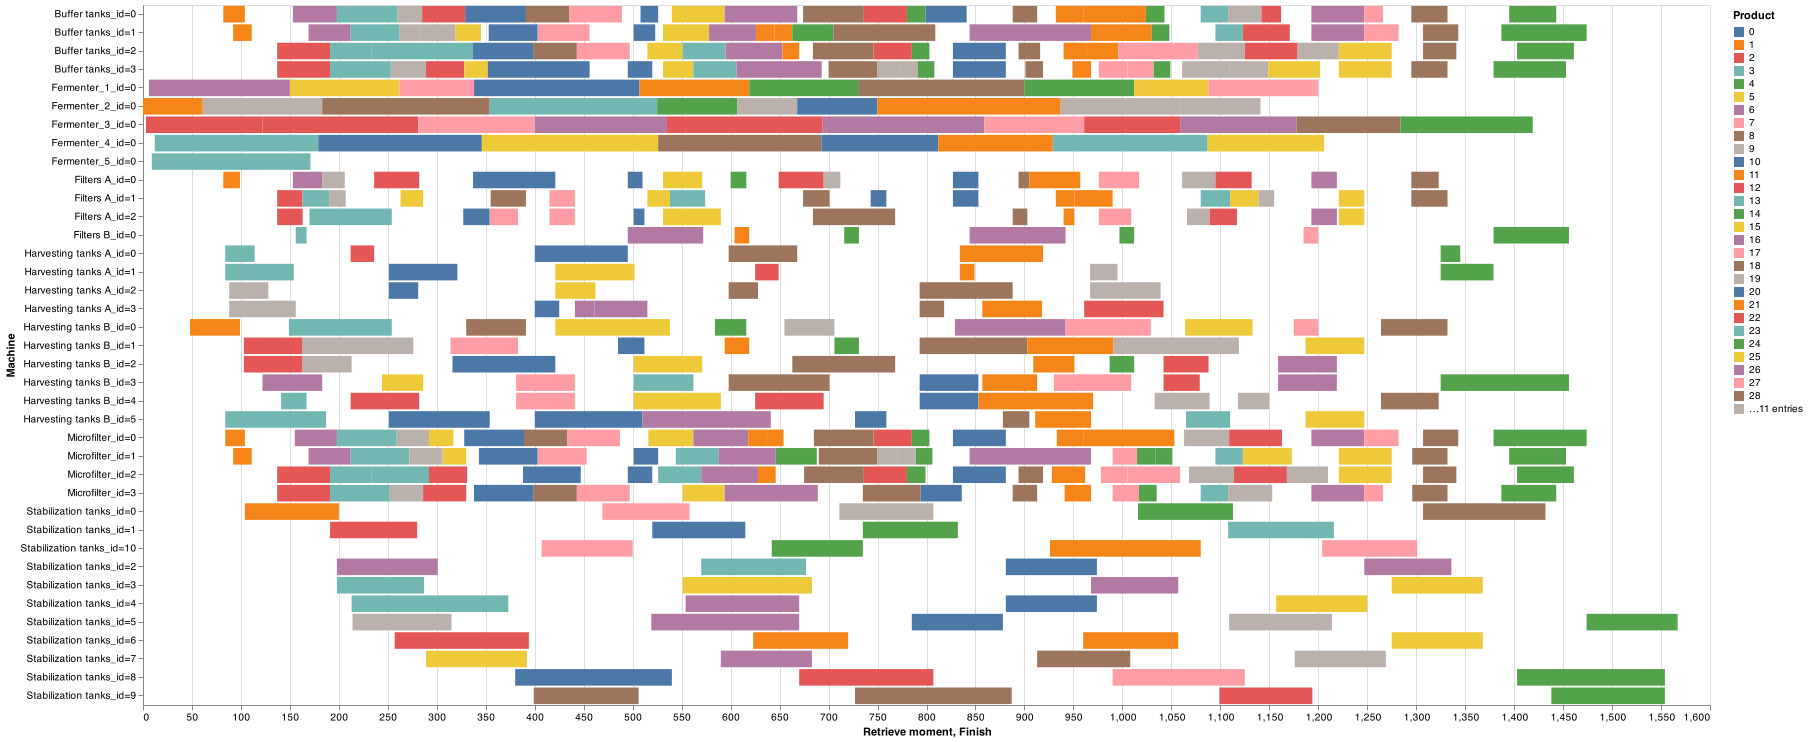 Machine
Buffer tanks_id=0
Buffer tanks_id=1
Buffer tanks_id=2
Buffer tanks_id=3
Fermenter_1_id=0
Fermenter_2_id=0
Fermenter_3_id=0
Fermenter_4_id=0
Fermenter_5_id=0
Filters A_id=0
Filters A_id=1
Filters A_id=2
Filters B_id=0
Harvesting tanks A_id=0
Harvesting tanks A_id=1
Harvesting tanks A_id=2
Harvesting tanks A_id=3
Harvesting tanks B_id=0
Harvesting tanks B_id=1
Harvesting tanks B_id=2
Harvesting tanks B_id=3
Harvesting tanks B_id=4
Harvesting tanks B_id=5
Microfilter_id=0
Microfilter_id=1
Microfilter_id=2
Microfilter_id=3
Stabilization tanks_id=0
Stabilization tanks_id=1
Stabilization tanks_id=10
Stabilization tanks_id=2
Stabilization tanks_id=3
Stabilization tanks_id=4
Stabilization tanks_id=5
Stabilization tanks_id=6
Stabilization tanks_id=7
Stabilization tanks_id=8
Stabilization tanks_id=9
0 50 100 150 200 250 300 350 400 450 500 550 600 650 700 750 800 850 900 950 1,000 1,050 1,100 1,150 1,200 1,250 1,300 1,350 1,400 1,450 1,500 1,550 1,600
Retrieve moment, Finish
Product
0
1
2
3
4
5
6
7
8
9
10
11
12
13
14
15
16
17
18
19
20
21
22
23
24
25
26
27
28
...11 entries